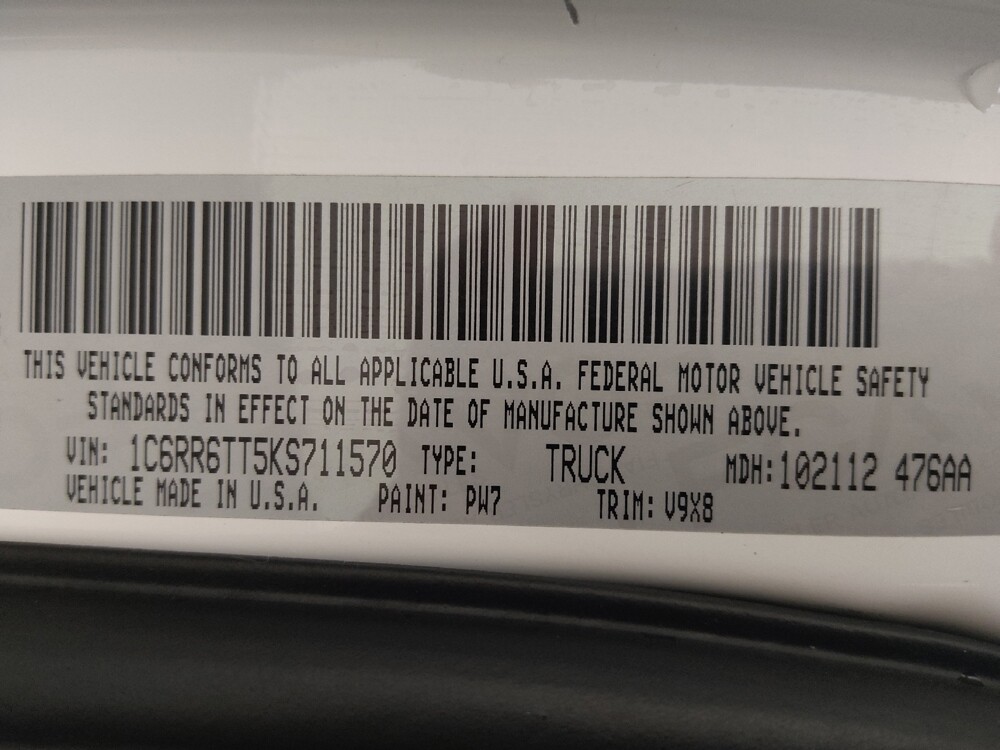 THIS VEHICLE CONFORMS TO ALL APPLICABLE U.S.A. FEDERAL MOTOR VEHICLE SAFETY
STANDARDS IN EFFECT ON THE DATE OF MANUFACTURE SHOWN ABOVE.
VIN: 1C6RR6TT5KS711570 TYPE: TRUCK MDH:102112 476AA
VEHICLE MADE IN U.S.A. PAINT: PW7 TRIM: V9X8